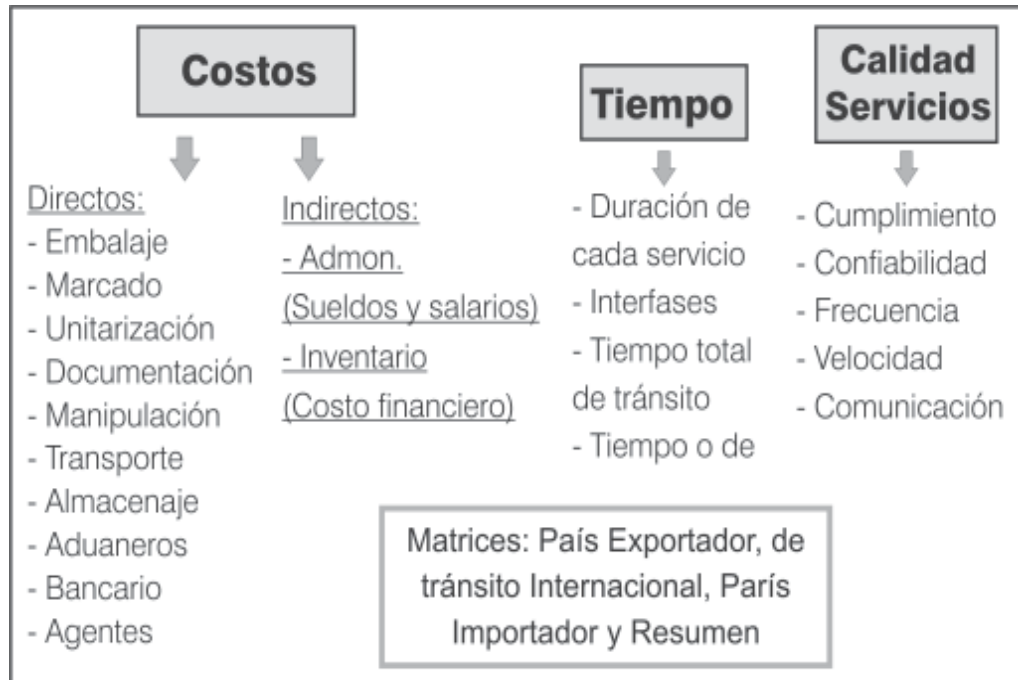 Costos
Directos:
- Embalaje
- Marcado
- Unitarización
- Documentación
- Manipulación
- Transporte
- Almacenaje
- Aduaneros
- Bancario
- Agentes
Indirectos:
- Admon.
(Sueldos y salarios)
- Inventario
(Costo financiero)
Tiempo
- Duración de
cada servicio
- Interfases
- Tiempo total
de tránsito
- Tiempo o de
Calidad
Servicios
- Cumplimiento
- Confiabilidad
- Frecuencia
- Velocidad
- Comunicación
Matrices: País Exportador, de
tránsito Internacional, París
Importador y Resumen